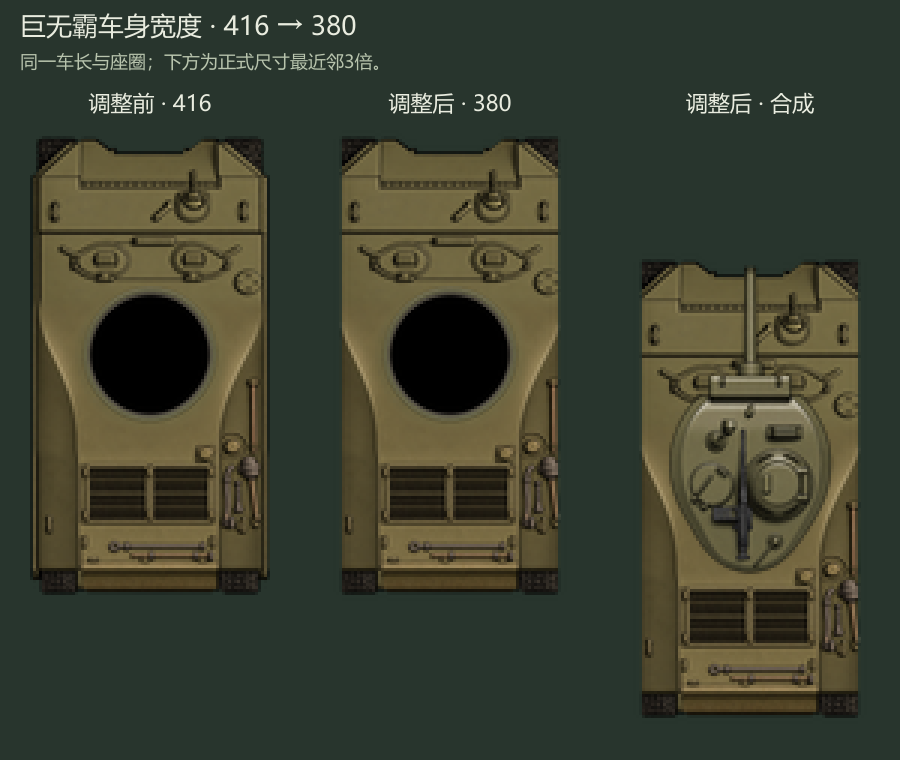 巨无霸车身宽度 · 416 → 380
同一车长与座圈；下方为正式尺寸最近邻3倍。
调整前 · 416
调整后 · 380
调整后 · 合成